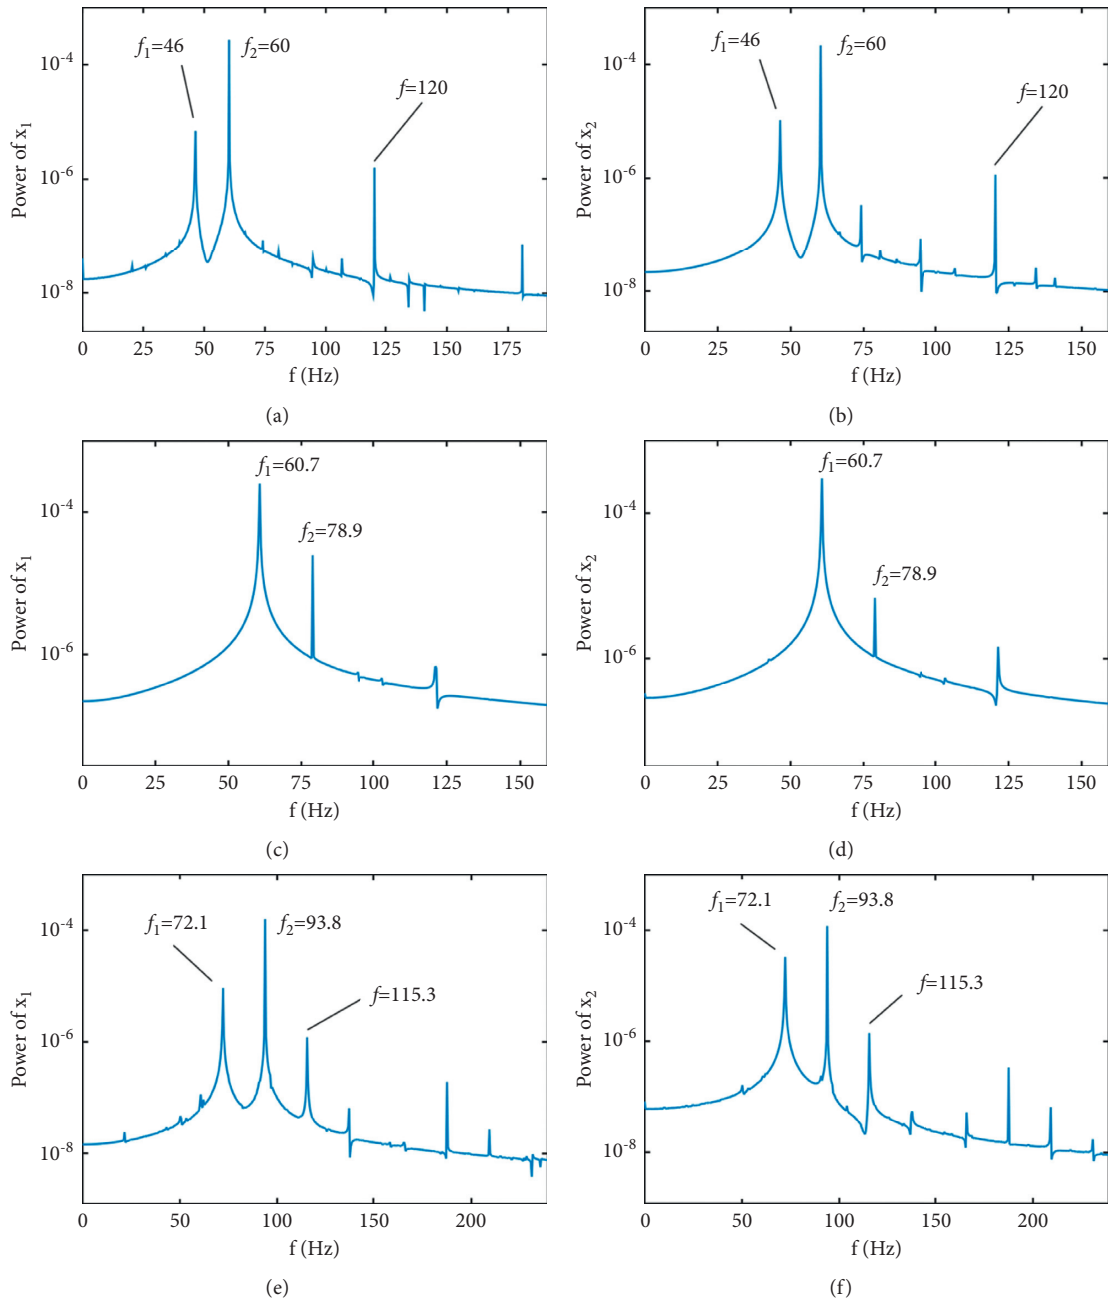 f₁=46
f₂=60
f=120
10⁻⁴
10⁻⁶
10⁻⁸
Power of x₁
0 25 50 75 100 125 150 175
f (Hz)
(a)
f₁=46
f₂=60
f=120
10⁻⁴
10⁻⁶
10⁻⁸
Power of x₂
0 25 50 75 100 125 150
f (Hz)
(b)
f₁=60.7
f₂=78.9
10⁻⁴
10⁻⁶
Power of x₁
0 25 50 75 100 125 150
f (Hz)
(c)
f₁=60.7
f₂=78.9
10⁻⁴
10⁻⁶
Power of x₂
0 25 50 75 100 125 150
f (Hz)
(d)
f₁=72.1
f₂=93.8
f=115.3
10⁻⁴
10⁻⁶
10⁻⁸
Power of x₁
0 50 100 150 200
f (Hz)
(e)
f₁=72.1
f₂=93.8
f=115.3
10⁻⁴
10⁻⁶
10⁻⁸
Power of x₂
0 50 100 150 200
f (Hz)
(f)